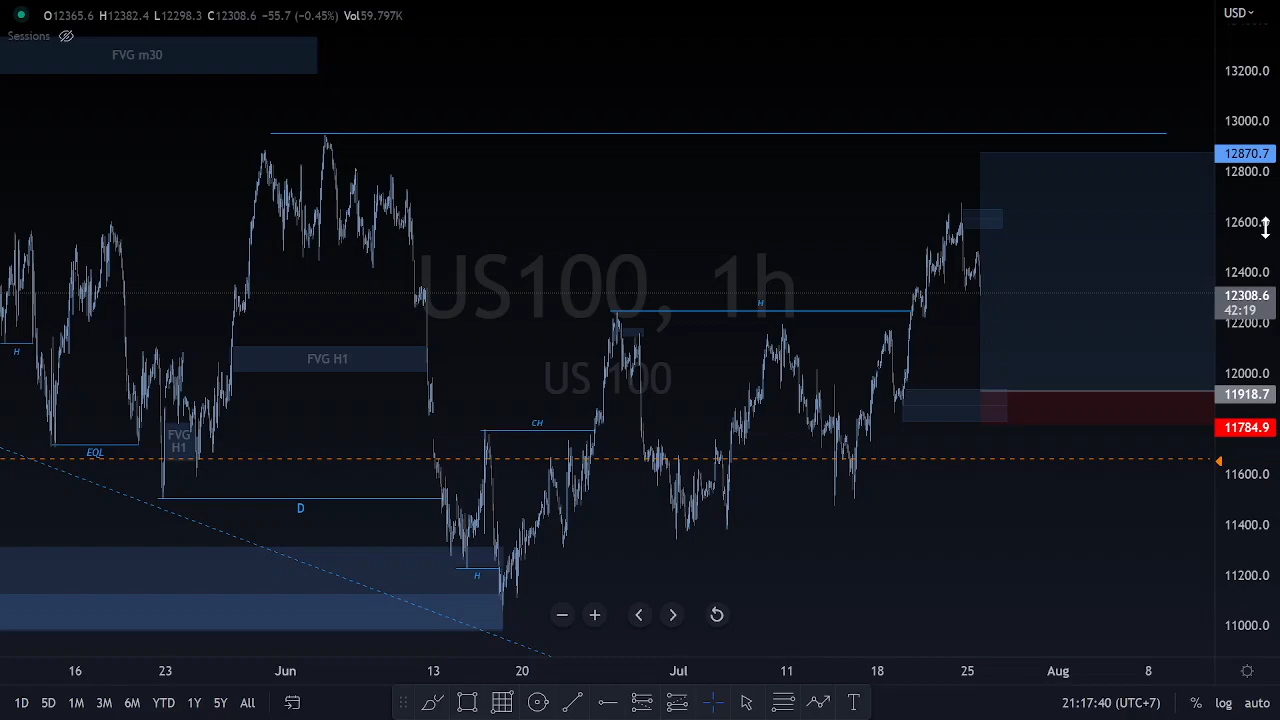 O12365.6 H12382.4 L12298.3 C12308.6 −55.7 (−0.45%) Vol59.797K
USD
Sessions
FVG m30
13200.0
13000.0
12870.7
12800.0
12600.0
12400.0
US100, 1h
12308.6
42:19
H
12200.0
H
FVG H1
US 100
12000.0
11918.7
CH
11784.9
FVG
H1
EQL
11600.0
D
11400.0
H
11200.0
11000.0
16 23 Jun 13 20 Jul 11 18 25 Aug 8
1D 5D 1M 3M 6M YTD 1Y 5Y All
T
21:17:40 (UTC+7) % log auto